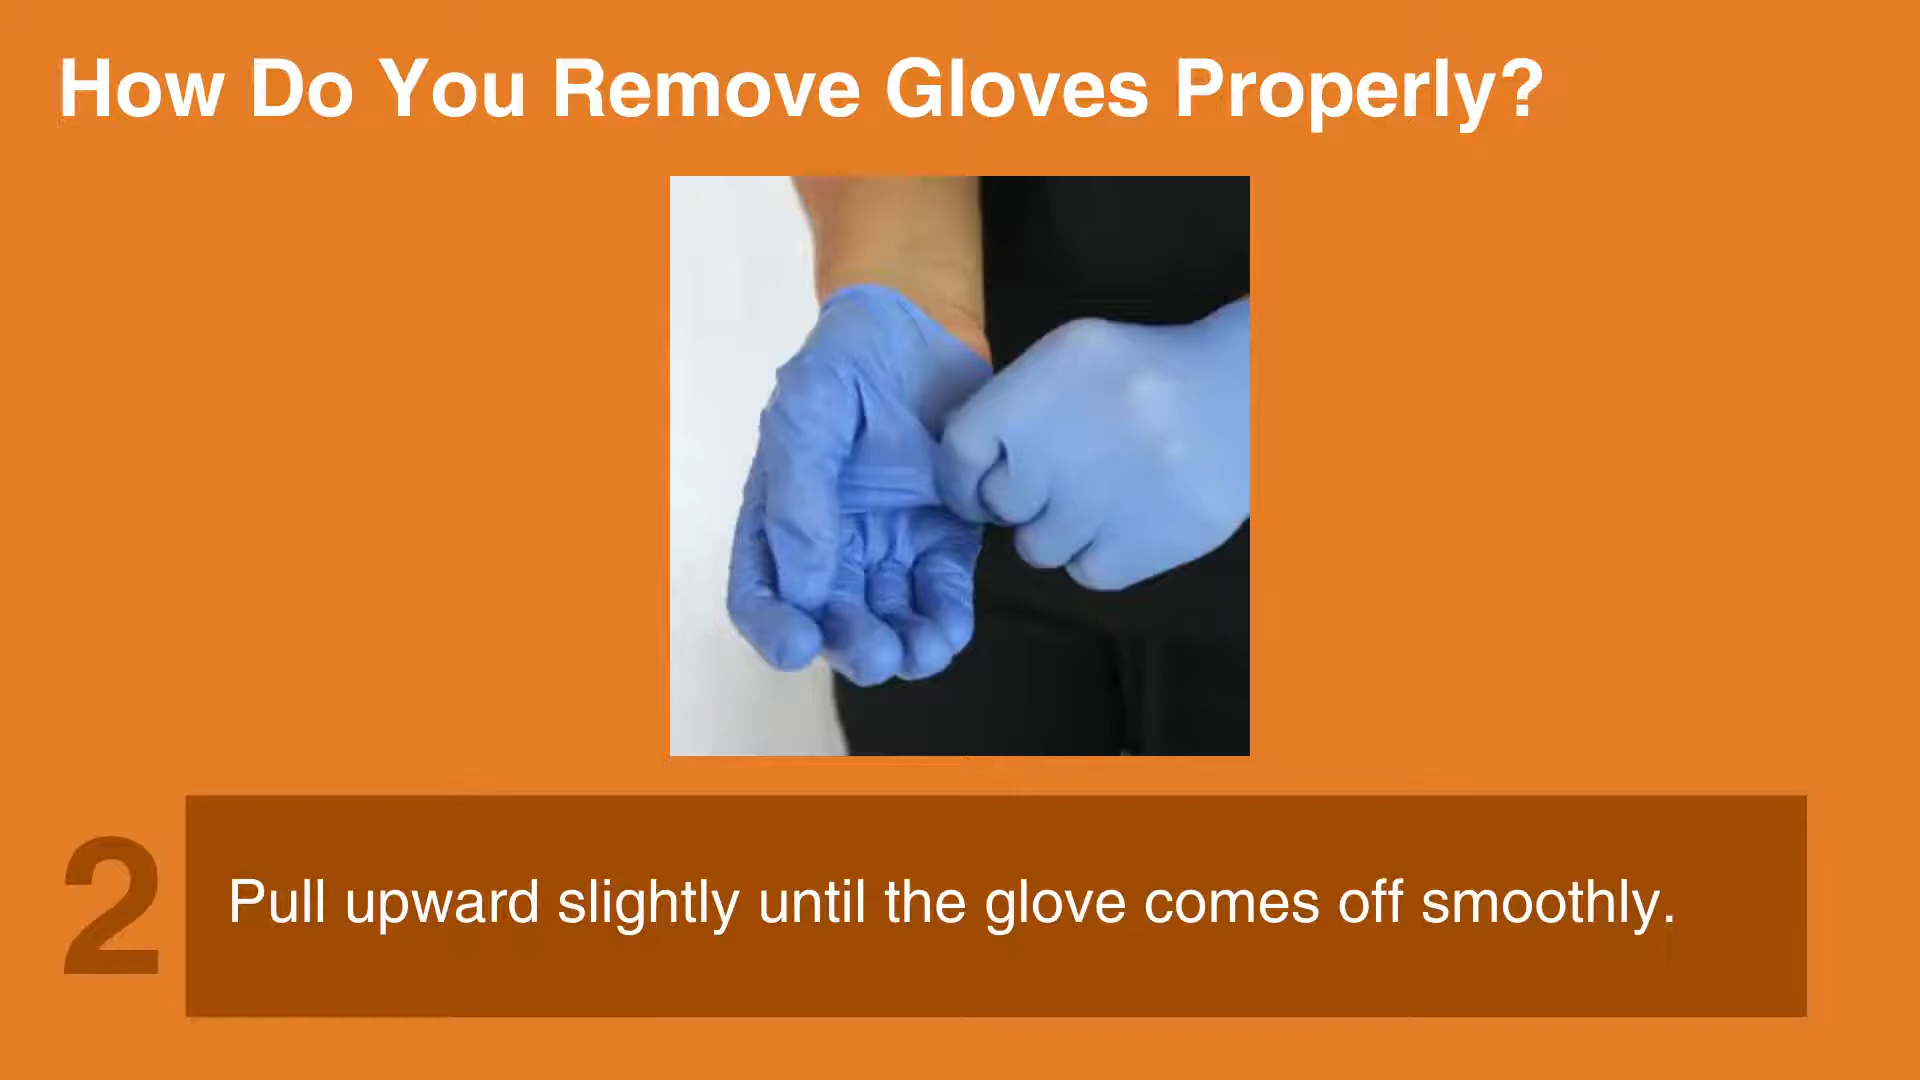 How Do You Remove Gloves Properly?
2
Pull upward slightly until the glove comes off smoothly.